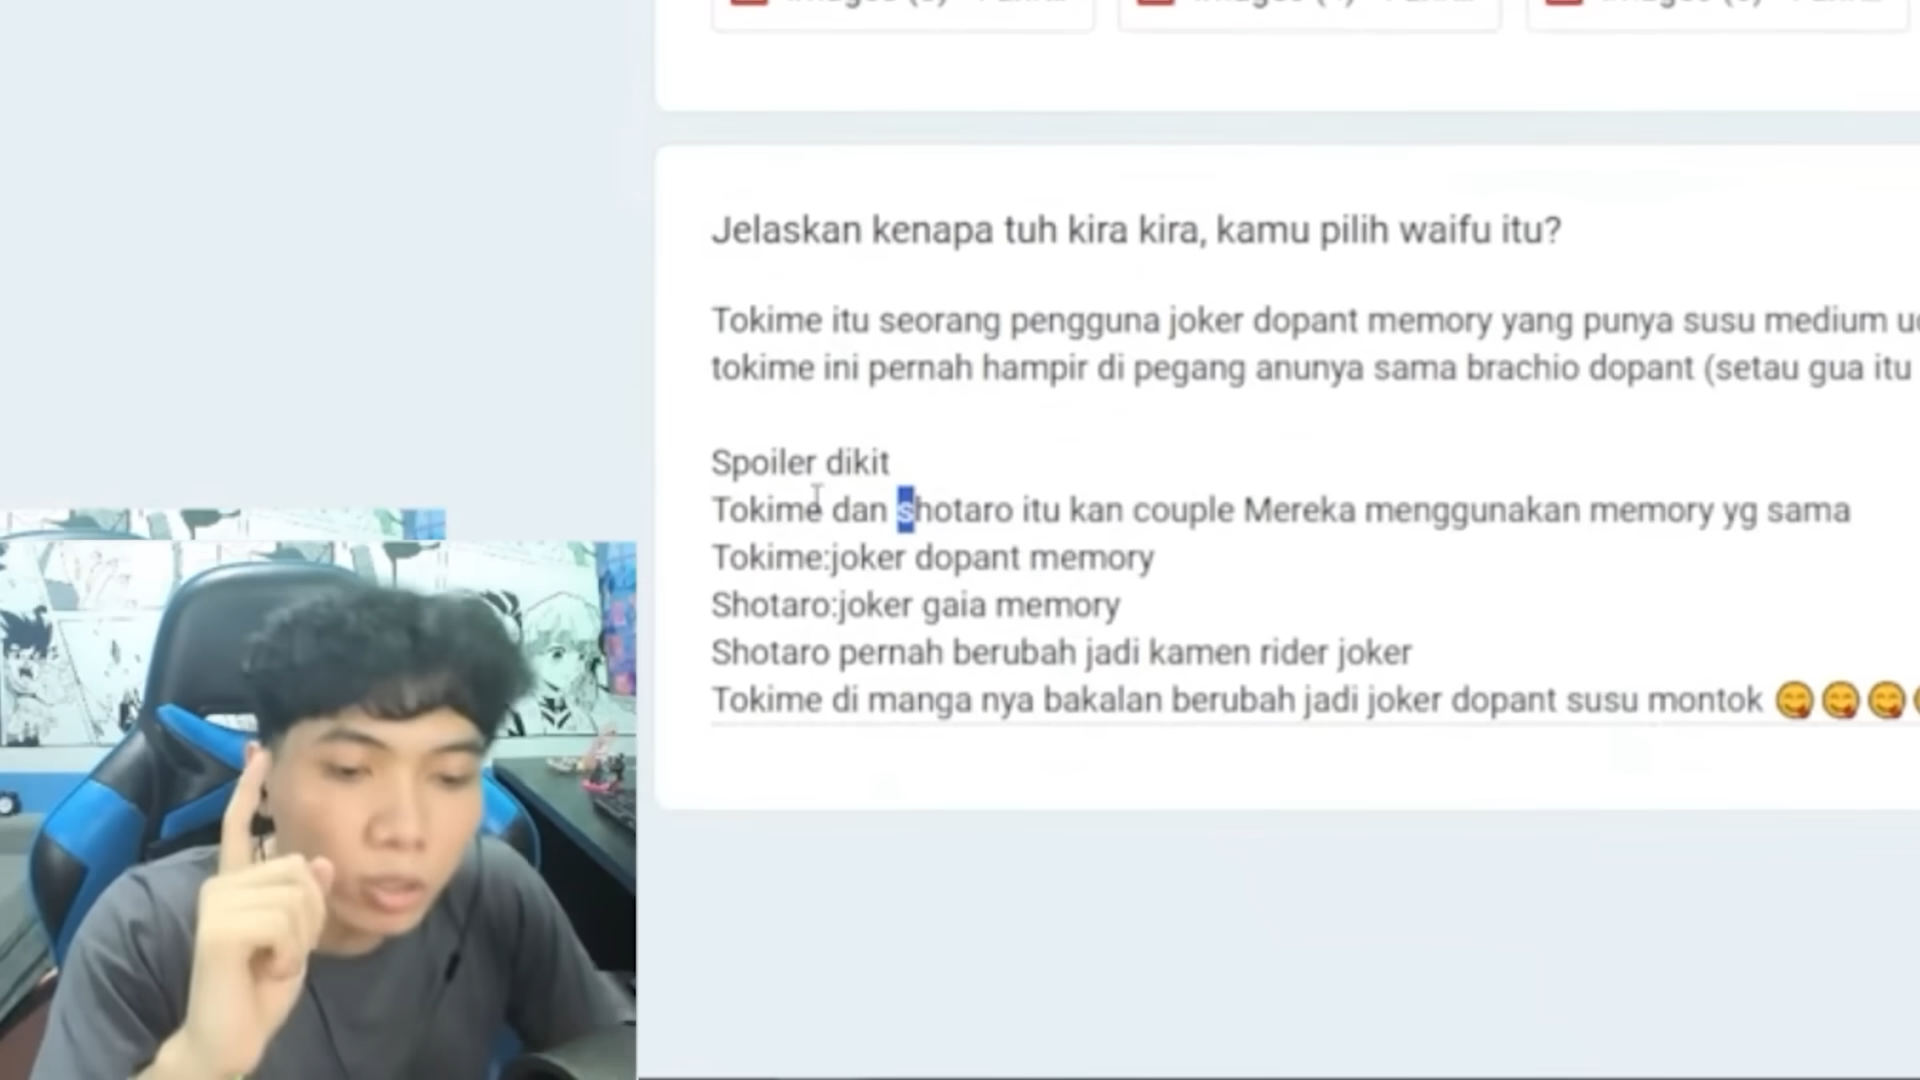 Jelaskan kenapa tuh kira kira, kamu pilih waifu itu?
Tokime itu seorang pengguna joker dopant memory yang punya susu medium
tokime ini pernah hampir di pegang anunya sama brachio dopant (setau gua itu
Spoiler dikit
Tokime dan shotaro itu kan couple Mereka menggunakan memory yg sama
Tokime:joker dopant memory
Shotaro:joker gaia memory
Shotaro pernah berubah jadi kamen rider joker
Tokime di manga nya bakalan berubah jadi joker dopant susu montok 😋😋😋